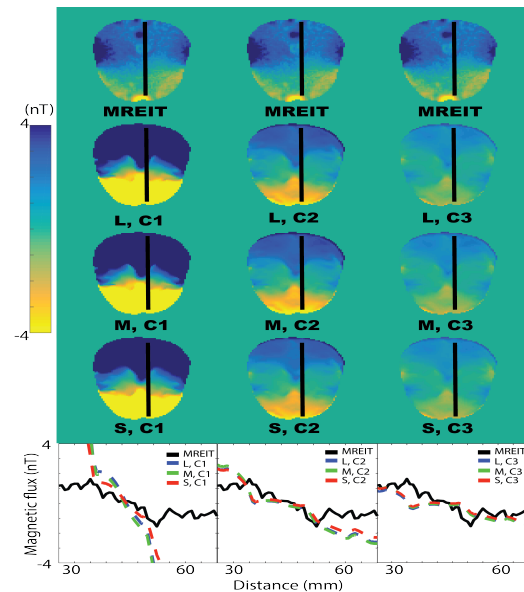 (nT)
4
-4
MREIT MREIT MREIT
L, C1 L, C2 L, C3
M, C1 M, C2 M, C3
S, C1 S, C2 S, C3
Magnetic flux (nT)
4
-4
MREIT
L, C1
M, C1
S, C1
MREIT
L, C2
M, C2
S, C2
MREIT
L, C3
M, C3
S, C3
30 60 30 60 30 60
Distance (mm)